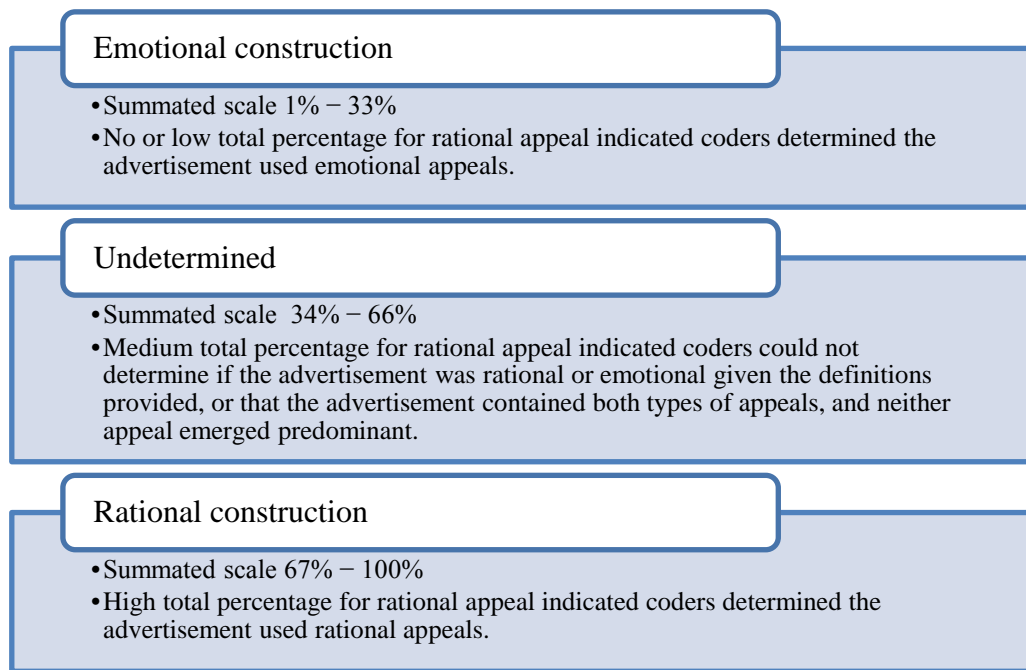 Emotional construction
•Summated scale 1% − 33%
•No or low total percentage for rational appeal indicated coders determined the
advertisement used emotional appeals.
Undetermined
•Summated scale  34% − 66%
•Medium total percentage for rational appeal indicated coders could not
determine if the advertisement was rational or emotional given the definitions
provided, or that the advertisement contained both types of appeals, and neither
appeal emerged predominant.
Rational construction
•Summated scale 67% − 100%
•High total percentage for rational appeal indicated coders determined the
advertisement used rational appeals.